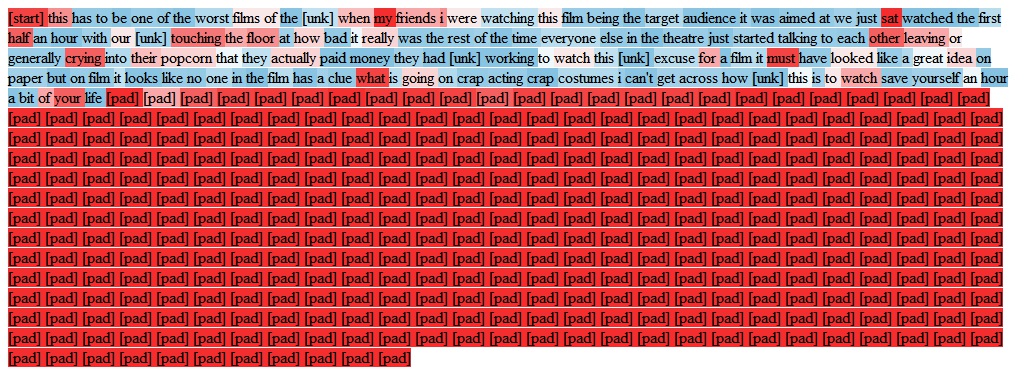 [start] this has to be one of the worst films of the [unk] when my friends i were watching this film being the target audience it was aimed at we just sat watched the first
half an hour with our [unk] touching the floor at how bad it really was the rest of the time everyone else in the theatre just started talking to each other leaving or
generally crying into their popcorn that they actually paid money they had [unk] working to watch this [unk] excuse for a film it must have looked like a great idea on
paper but on film it looks like no one in the film has a clue what is going on crap acting crap costumes i can't get across how [unk] this is to watch save yourself an hour
a bit of your life [pad] [pad] [pad] [pad] [pad] [pad] [pad] [pad] [pad] [pad] [pad] [pad] [pad] [pad] [pad] [pad] [pad] [pad] [pad] [pad] [pad] [pad] [pad] [pad]
[pad] [pad] [pad] [pad] [pad] [pad] [pad] [pad] [pad] [pad] [pad] [pad] [pad] [pad] [pad] [pad] [pad] [pad] [pad] [pad] [pad] [pad] [pad] [pad] [pad] [pad] [pad]
[pad] [pad] [pad] [pad] [pad] [pad] [pad] [pad] [pad] [pad] [pad] [pad] [pad] [pad] [pad] [pad] [pad] [pad] [pad] [pad] [pad] [pad] [pad] [pad] [pad] [pad] [pad]
[pad] [pad] [pad] [pad] [pad] [pad] [pad] [pad] [pad] [pad] [pad] [pad] [pad] [pad] [pad] [pad] [pad] [pad] [pad] [pad] [pad] [pad] [pad] [pad] [pad] [pad] [pad]
[pad] [pad] [pad] [pad] [pad] [pad] [pad] [pad] [pad] [pad] [pad] [pad] [pad] [pad] [pad] [pad] [pad] [pad] [pad] [pad] [pad] [pad] [pad] [pad] [pad] [pad] [pad]
[pad] [pad] [pad] [pad] [pad] [pad] [pad] [pad] [pad] [pad] [pad] [pad] [pad] [pad] [pad] [pad] [pad] [pad] [pad] [pad] [pad] [pad] [pad] [pad] [pad] [pad] [pad]
[pad] [pad] [pad] [pad] [pad] [pad] [pad] [pad] [pad] [pad] [pad] [pad] [pad] [pad] [pad] [pad] [pad] [pad] [pad] [pad] [pad] [pad] [pad] [pad] [pad] [pad] [pad]
[pad] [pad] [pad] [pad] [pad] [pad] [pad] [pad] [pad] [pad] [pad] [pad] [pad] [pad] [pad] [pad] [pad] [pad] [pad] [pad] [pad] [pad] [pad] [pad] [pad] [pad] [pad]
[pad] [pad] [pad] [pad] [pad] [pad] [pad] [pad] [pad] [pad] [pad] [pad] [pad] [pad] [pad] [pad] [pad] [pad] [pad] [pad] [pad] [pad] [pad] [pad] [pad] [pad] [pad]
[pad] [pad] [pad] [pad] [pad] [pad] [pad] [pad] [pad] [pad] [pad] [pad] [pad] [pad] [pad] [pad] [pad] [pad] [pad] [pad] [pad] [pad] [pad] [pad] [pad] [pad] [pad]
[pad] [pad] [pad] [pad] [pad] [pad] [pad] [pad] [pad] [pad] [pad] [pad] [pad] [pad] [pad] [pad] [pad] [pad] [pad] [pad] [pad] [pad] [pad] [pad] [pad] [pad] [pad]
[pad] [pad] [pad] [pad] [pad] [pad] [pad] [pad] [pad] [pad] [pad] [pad] [pad] [pad] [pad] [pad] [pad] [pad] [pad] [pad] [pad] [pad] [pad] [pad] [pad] [pad] [pad]
[pad] [pad] [pad] [pad] [pad] [pad] [pad] [pad] [pad] [pad] [pad] [pad] [pad] [pad] [pad] [pad] [pad] [pad] [pad] [pad] [pad] [pad] [pad] [pad] [pad] [pad] [pad]
[pad] [pad] [pad] [pad] [pad] [pad] [pad] [pad] [pad] [pad] [pad]